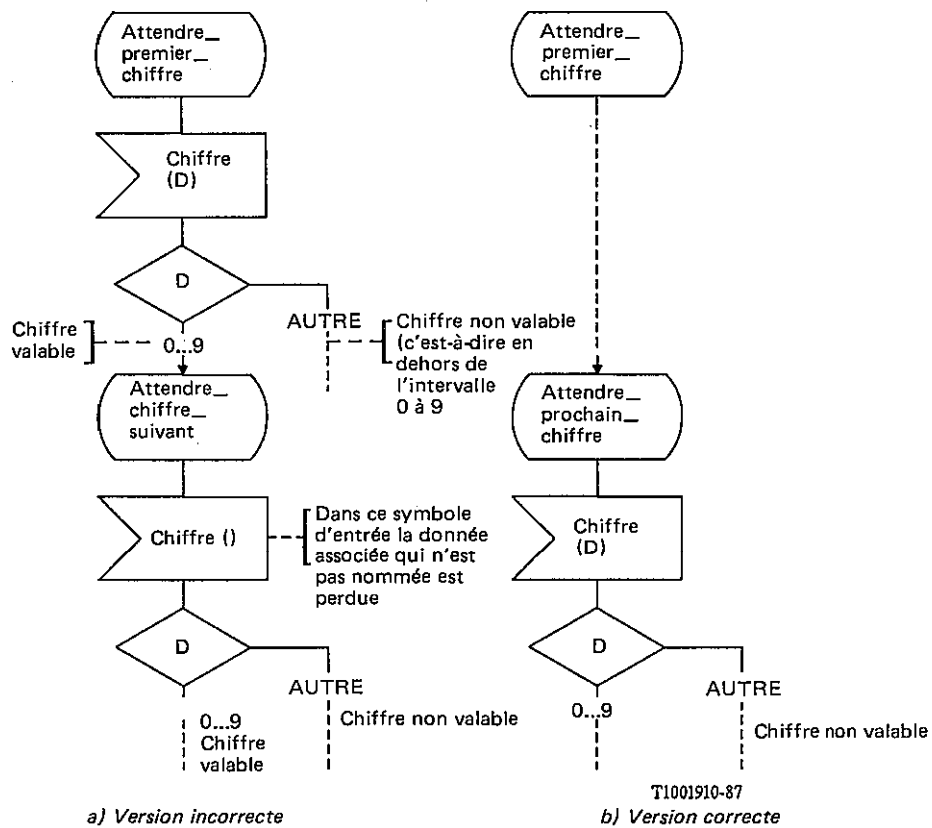 Attendre_
premier_
chiffre
Chiffre
(D)
D
AUTRE
Chiffre
valable
0...9
Chiffre non valable
(c'est-à-dire en
dehors de
l'intervalle
0 à 9
Attendre_
chiffre_
suivant
Chiffre ()
Dans ce symbole
d'entrée la donnée
associée qui n'est
pas nommée est
perdue
D
AUTRE
0...9
Chiffre
valable
Chiffre non valable
a) Version incorrecte
Attendre_
premier_
chiffre
Attendre_
prochain_
chiffre
Chiffre
(D)
D
AUTRE
0...9
Chiffre non valable
T1001910-87
b) Version correcte